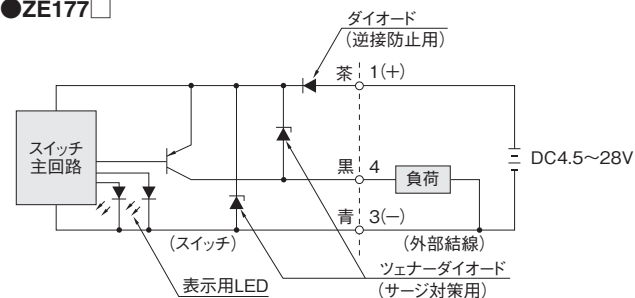 ●ZE177□
ダイオード
(逆接防止用)
茶 1(+)
スイッチ
主回路
DC4.5～28V
黒 4
負荷
青 3(−)
(スイッチ)
(外部結線)
表示用LED
ツェナーダイオード
(サージ対策用)